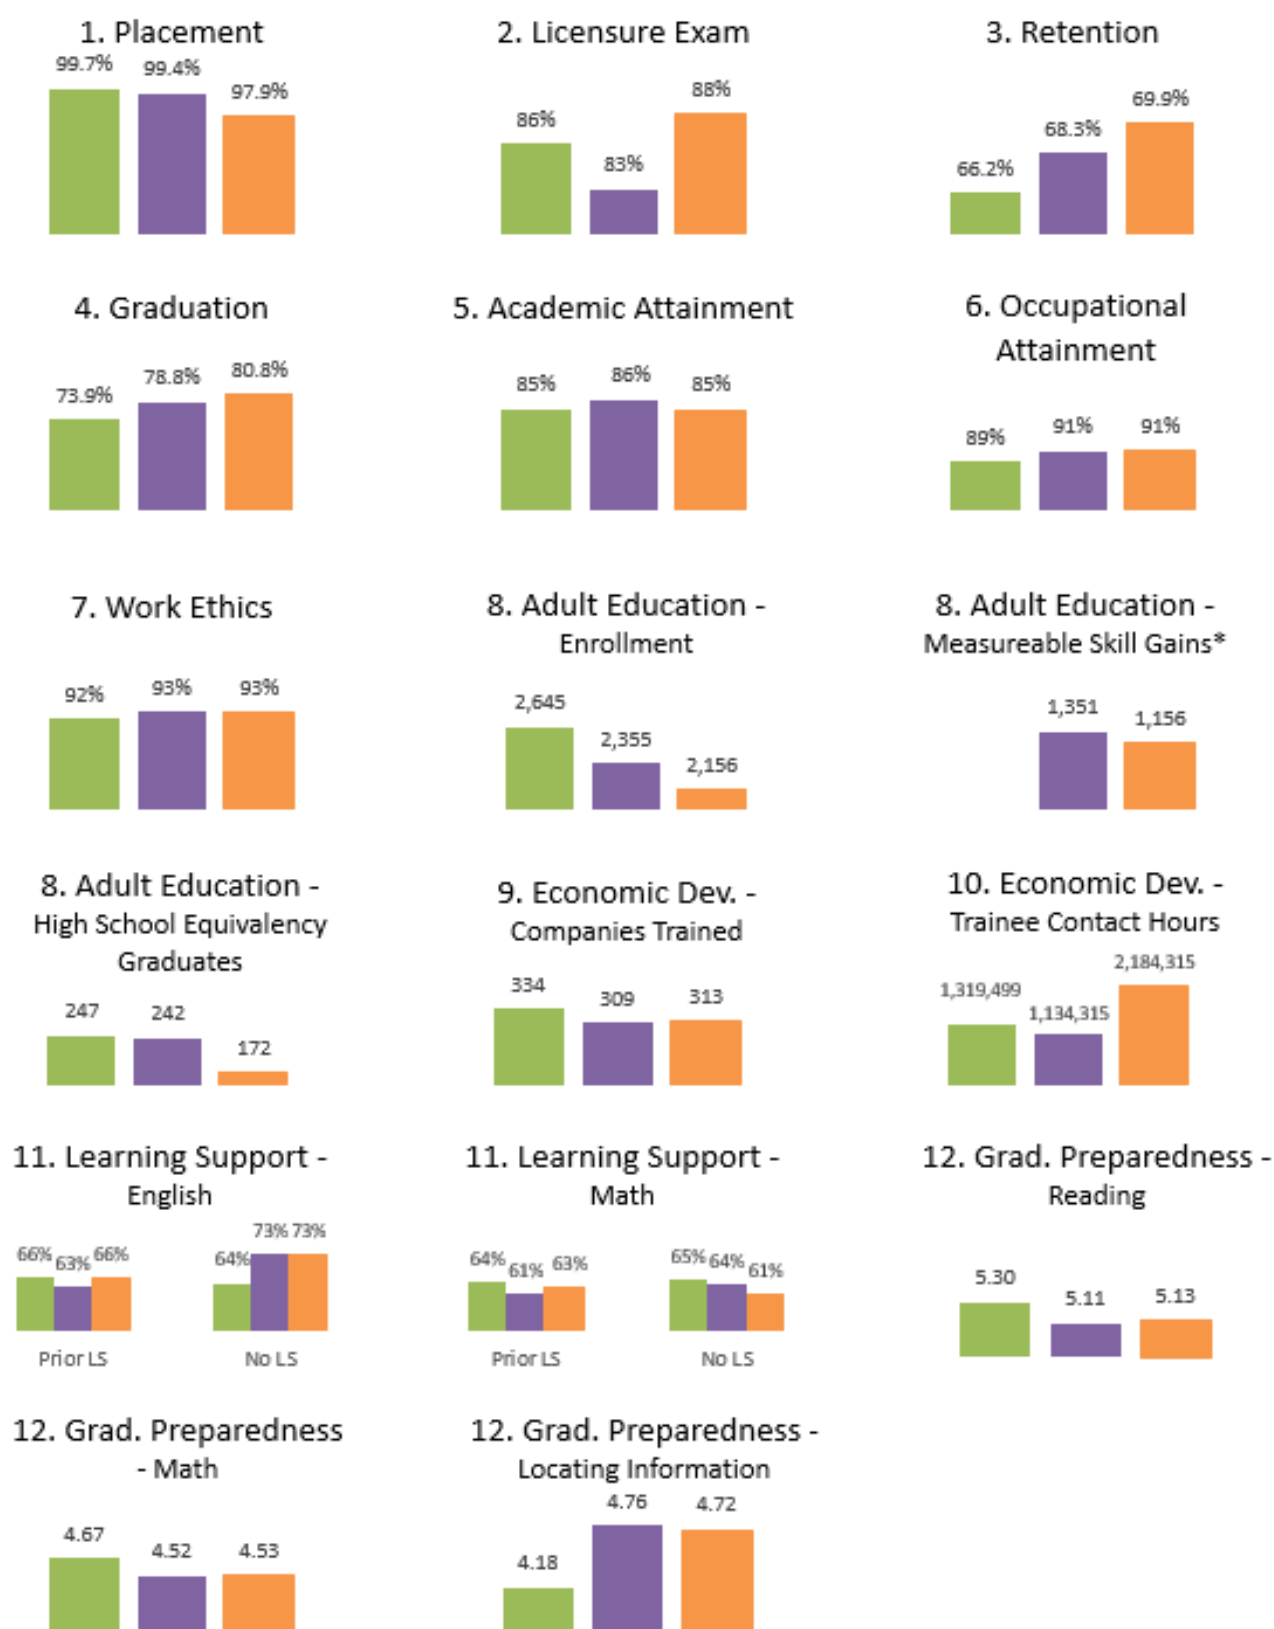 1. Placement
99.7%
99.4%
97.9%
2. Licensure Exam
86%
83%
88%
3. Retention
66.2%
68.3%
69.9%
4. Graduation
73.9%
78.8%
80.8%
5. Academic Attainment
85%
86%
85%
6. Occupational
Attainment
89%
91%
91%
7. Work Ethics
92%
93%
93%
8. Adult Education -
Enrollment
2,645
2,355
2,156
8. Adult Education -
Measureable Skill Gains*
1,351
1,156
8. Adult Education -
High School Equivalency
Graduates
247
242
172
9. Economic Dev. -
Companies Trained
334
309
313
10. Economic Dev. -
Trainee Contact Hours
1,319,499
1,134,315
2,184,315
11. Learning Support -
English
66% 63% 66%
64% 73% 73%
Prior LS
No LS
11. Learning Support -
Math
64% 61% 63%
65% 64% 61%
Prior LS
No LS
12. Grad. Preparedness -
Reading
5.30
5.11
5.13
12. Grad. Preparedness
- Math
4.67
4.52
4.53
12. Grad. Preparedness -
Locating Information
4.18
4.76
4.72